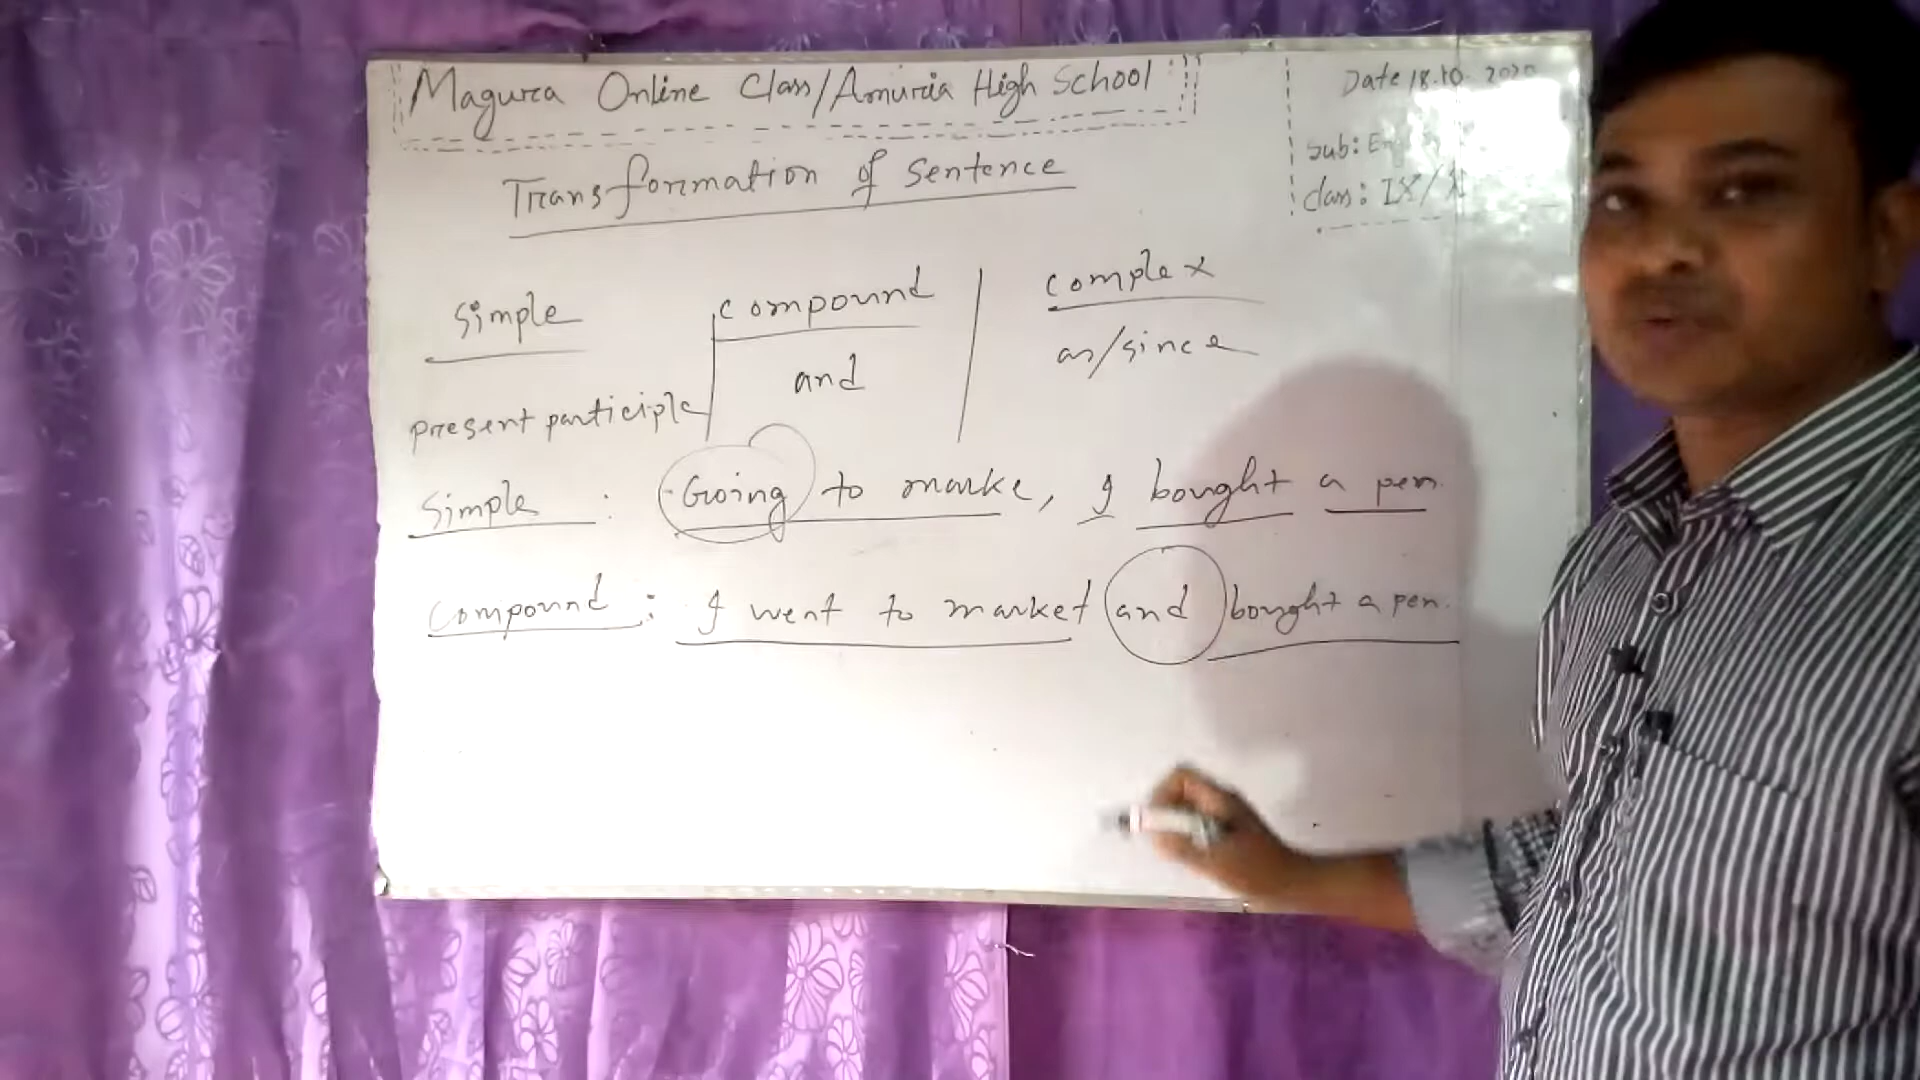 Magura Online Class/Amuria High School
Date 18.10.2020
Sub: English
Class: IX/X
Transformation of Sentence
Simple
compound
complex
present participle
and
as/since
Simple : Going to marke, I bought a pen.
Compound : I went to market and bought a pen.